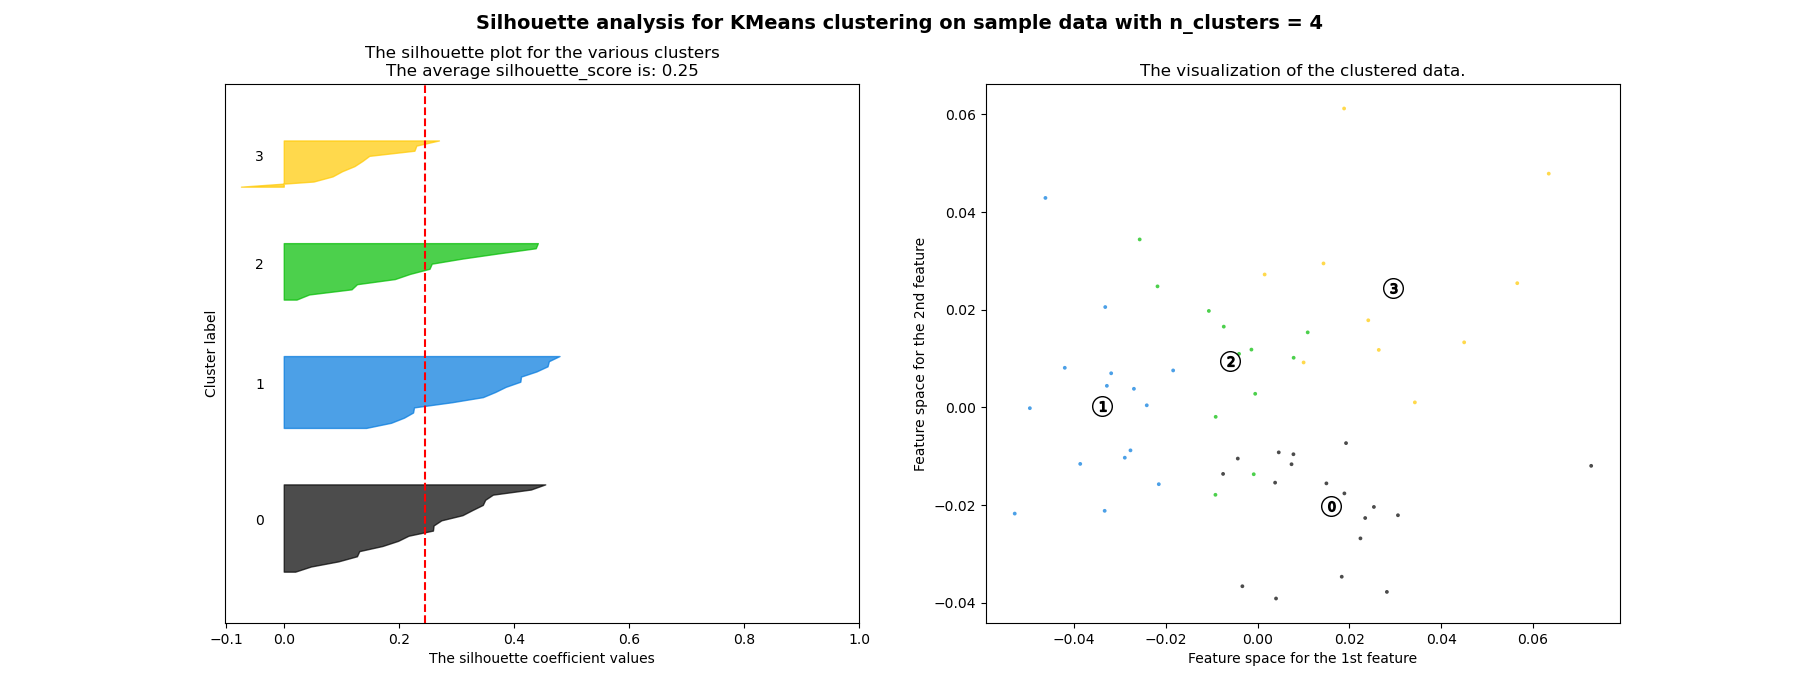 Silhouette analysis for KMeans clustering on sample data with n_clusters = 4
The silhouette plot for the various clusters
The average silhouette_score is: 0.25
3
2
1
0
Cluster label
−0.1 0.0 0.2 0.4 0.6 0.8 1.0
The silhouette coefficient values
The visualization of the clustered data.
0.06
0.04
0.02
0.00
−0.02
−0.04
Feature space for the 2nd feature
3
2
1
0
−0.04 −0.02 0.00 0.02 0.04 0.06
Feature space for the 1st feature